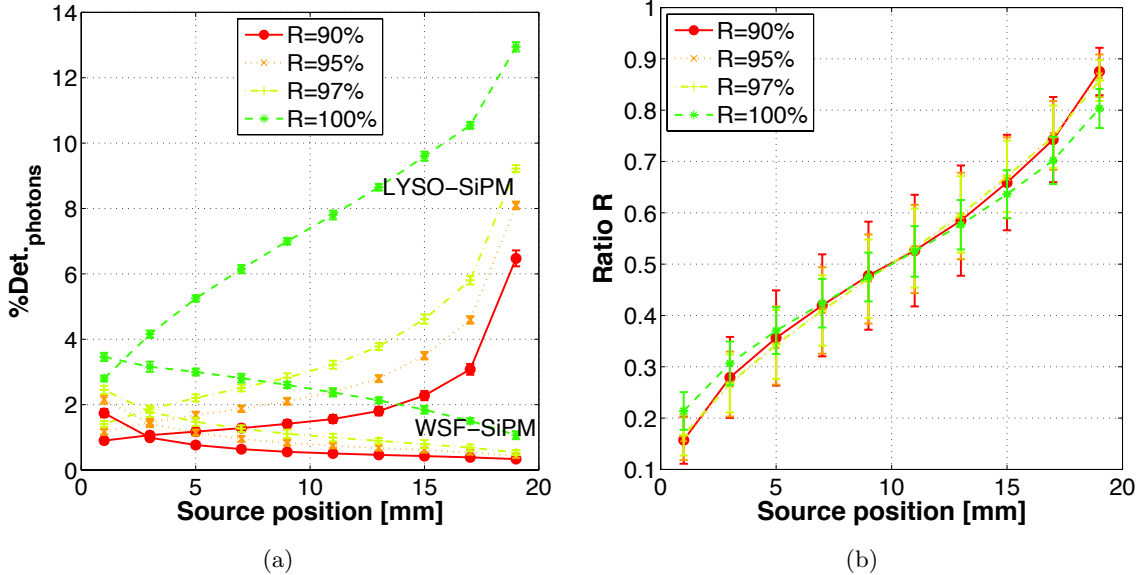 14
12
10
8
6
4
2
0
%Det.photons
R=90%
R=95%
R=97%
R=100%
LYSO−SiPM
WSF−SiPM
0 5 10 15 20
Source position [mm]
(a)
1
0.9
0.8
0.7
0.6
0.5
0.4
0.3
0.2
0.1
Ratio R
R=90%
R=95%
R=97%
R=100%
0 5 10 15 20
Source position [mm]
(b)